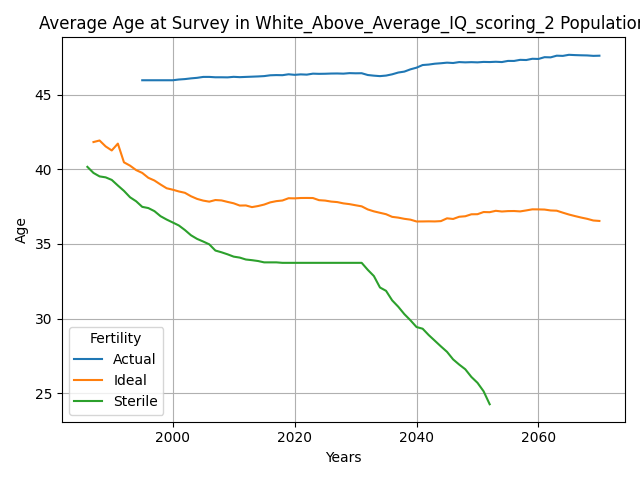 Average Age at Survey in White_Above_Average_IQ_scoring_2 Population
45
40
35
30
25
Age
Fertility
Actual
Ideal
Sterile
2000 2020 2040 2060
Years